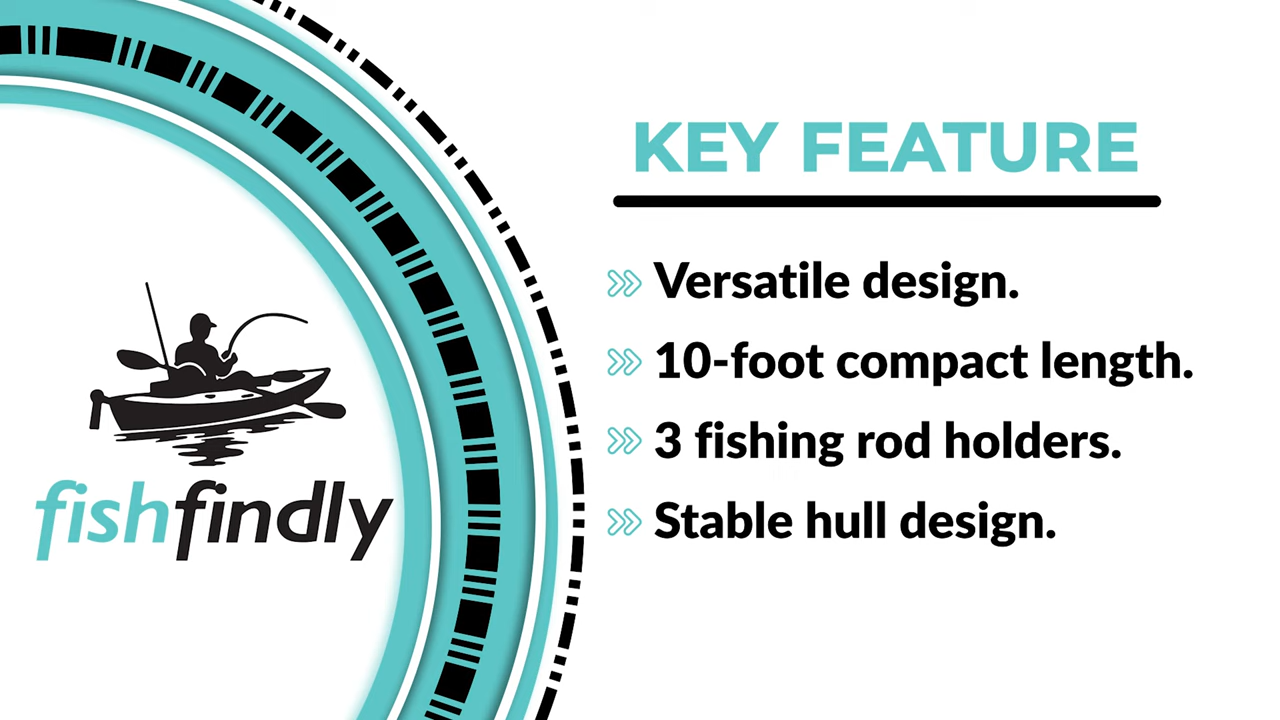 KEY FEATURE
Versatile design.
10-foot compact length.
3 fishing rod holders.
Stable hull design.
fishfindly